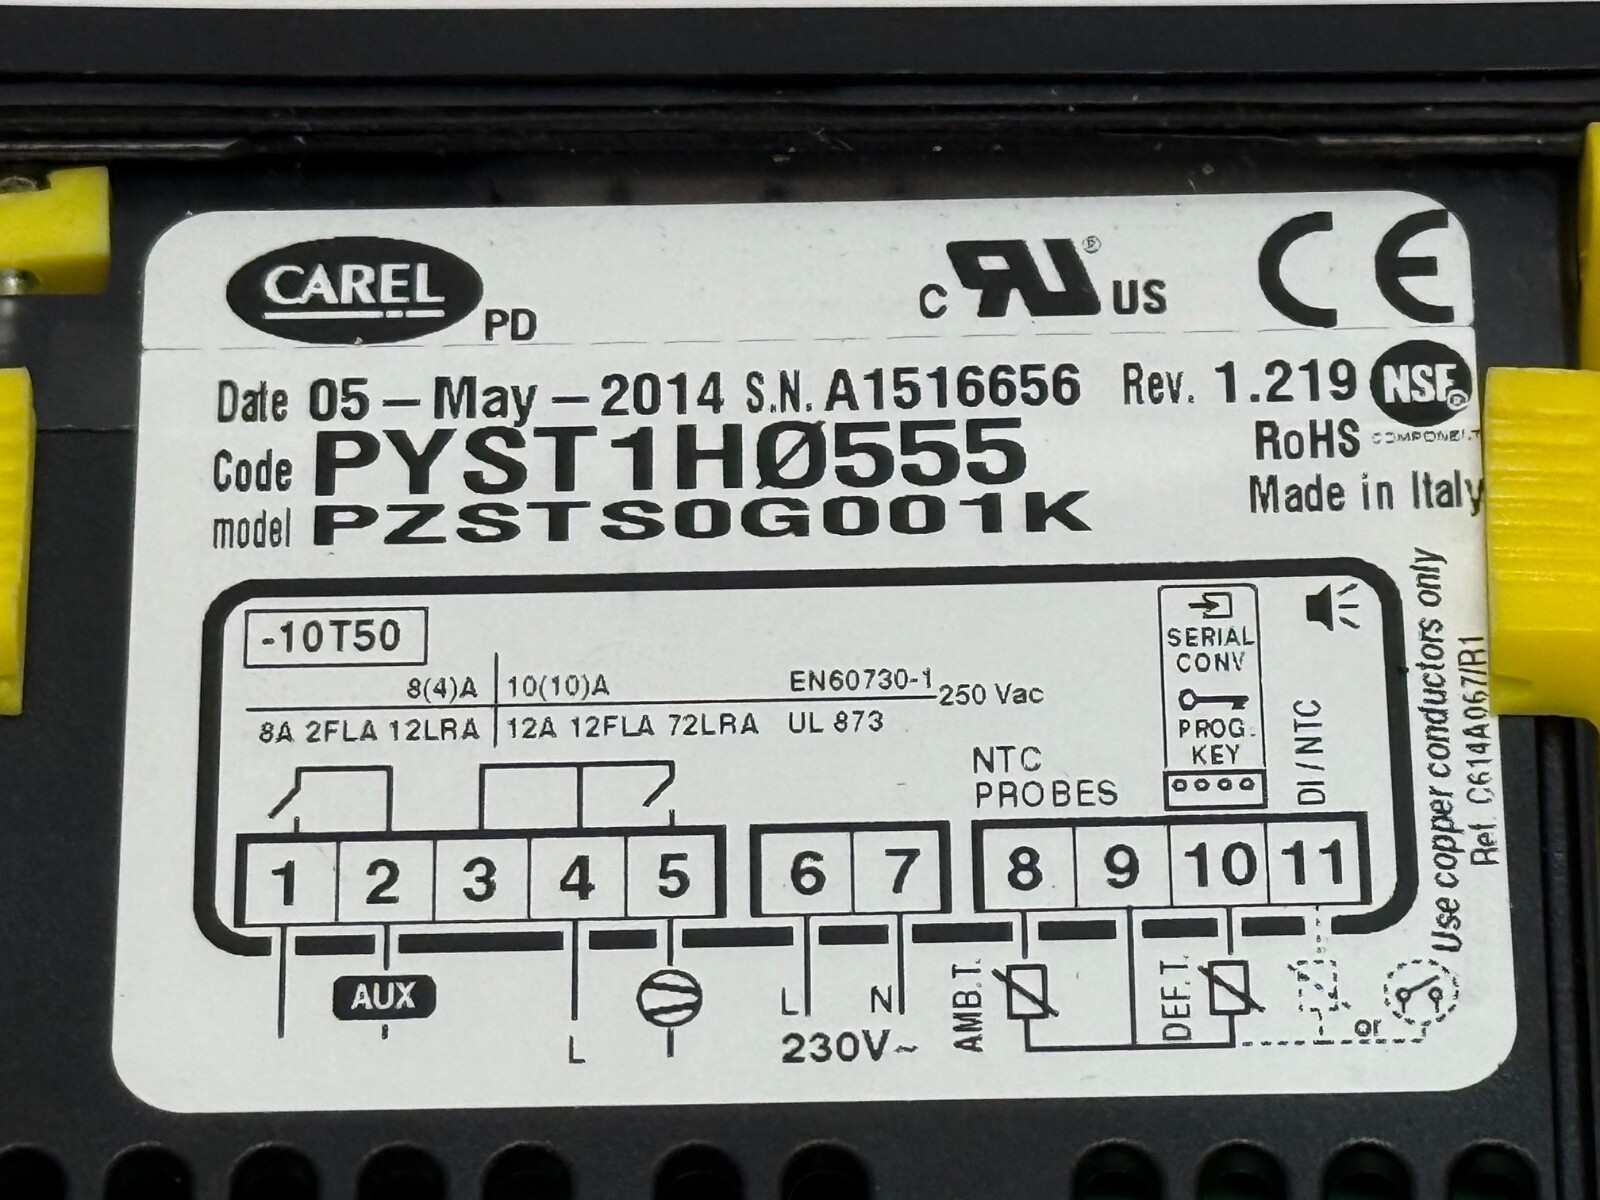 CAREL PD
c RU ® US CE
Date 05-May-2014 S.N. A1516656 Rev. 1.219 NSF®
Code PYST1HØ555 RoHS COMPONENT
model PZSTS0G001K Made in Italy
-10T50
8(4)A 10(10)A EN60730-1 250 Vac
8A 2FLA 12LRA 12A 12FLA 72LRA UL 873
SERIAL
CONV
PROG.
KEY
NTC
PROBES
DI/NTC
1 2 3 4 5 6 7 8 9 10 11
AUX
L
L N
230V~
AMB.T.
DEF.T.
or
Use copper conductors only
Ref. C614A067/R1